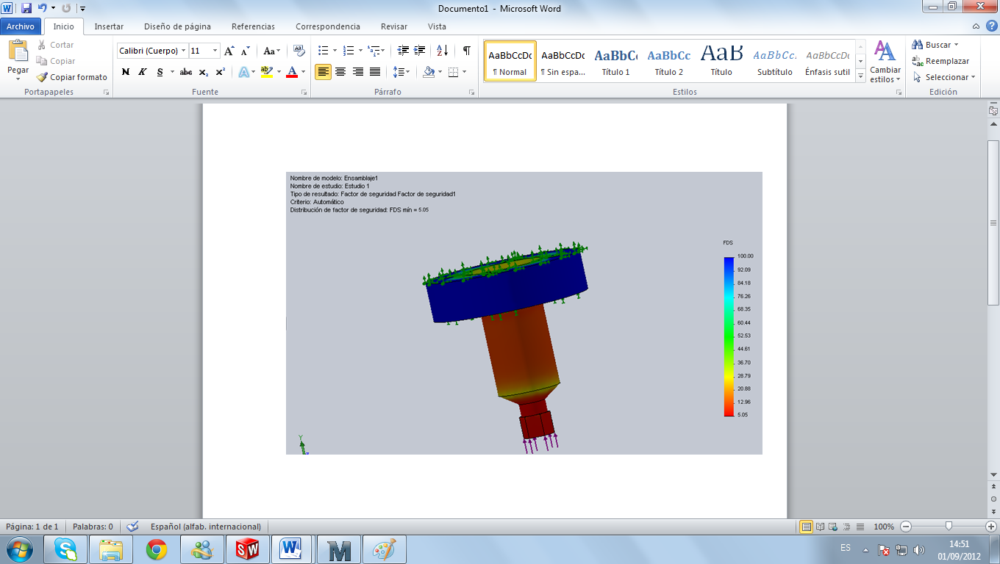 Documento1 - Microsoft Word
Archivo Inicio Insertar Diseño de página Referencias Correspondencia Revisar Vista
Pegar
Cortar
Copiar
Copiar formato
Portapapeles
Calibri (Cuerpo) 11
N K S abc x₂ x²
Fuente
Párrafo
AaBbCcDc AaBbCcDc AaBbCc AaBbCc AaB AaBbCc. AaBbCcDc
¶ Normal ¶ Sin espa... Título 1 Título 2 Título Subtítulo Énfasis sutil
Estilos
Cambiar
estilos
Buscar
Reemplazar
Seleccionar
Edición
Nombre de modelo: Ensamblaje1
Nombre de estudio: Estudio 1
Tipo de resultado: Factor de seguridad Factor de seguridad1
Criterio: Automático
Distribución de factor de seguridad: FDS mín = 5.05
FDS
100.00
92.09
84.18
76.26
68.35
60.44
52.53
44.61
36.70
28.79
20.88
12.96
5.05
Y
Página: 1 de 1 Palabras: 0 Español (alfab. internacional) 100%
ES
14:51
01/09/2012